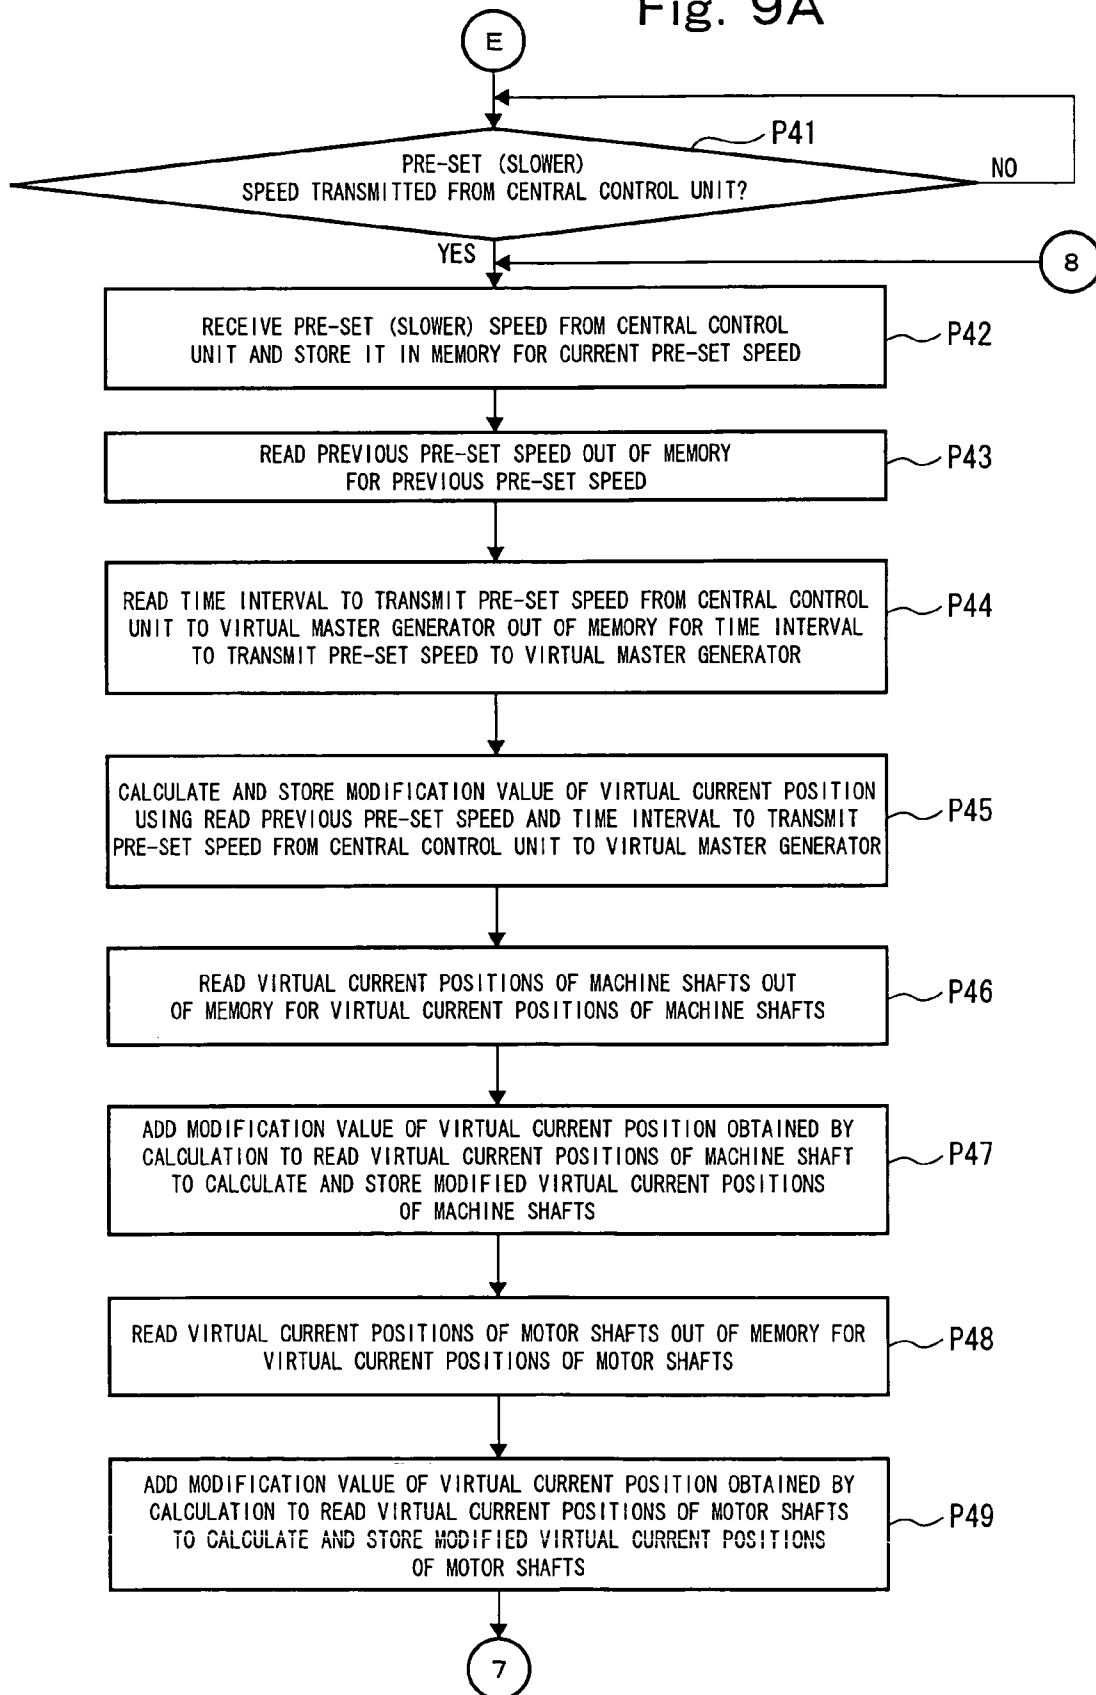 Fig. 9A
E
P41
PRE-SET (SLOWER)
SPEED TRANSMITTED FROM CENTRAL CONTROL UNIT?
NO
YES
8
RECEIVE PRE-SET (SLOWER) SPEED FROM CENTRAL CONTROL
UNIT AND STORE IT IN MEMORY FOR CURRENT PRE-SET SPEED
P42
READ PREVIOUS PRE-SET SPEED OUT OF MEMORY
FOR PREVIOUS PRE-SET SPEED
P43
READ TIME INTERVAL TO TRANSMIT PRE-SET SPEED FROM CENTRAL CONTROL
UNIT TO VIRTUAL MASTER GENERATOR OUT OF MEMORY FOR TIME INTERVAL
TO TRANSMIT PRE-SET SPEED TO VIRTUAL MASTER GENERATOR
P44
CALCULATE AND STORE MODIFICATION VALUE OF VIRTUAL CURRENT POSITION
USING READ PREVIOUS PRE-SET SPEED AND TIME INTERVAL TO TRANSMIT
PRE-SET SPEED FROM CENTRAL CONTROL UNIT TO VIRTUAL MASTER GENERATOR
P45
READ VIRTUAL CURRENT POSITIONS OF MACHINE SHAFTS OUT
OF MEMORY FOR VIRTUAL CURRENT POSITIONS OF MACHINE SHAFTS
P46
ADD MODIFICATION VALUE OF VIRTUAL CURRENT POSITION OBTAINED BY
CALCULATION TO READ VIRTUAL CURRENT POSITIONS OF MACHINE SHAFT
TO CALCULATE AND STORE MODIFIED VIRTUAL CURRENT POSITIONS
OF MACHINE SHAFTS
P47
READ VIRTUAL CURRENT POSITIONS OF MOTOR SHAFTS OUT OF MEMORY FOR
VIRTUAL CURRENT POSITIONS OF MOTOR SHAFTS
P48
ADD MODIFICATION VALUE OF VIRTUAL CURRENT POSITION OBTAINED BY
CALCULATION TO READ VIRTUAL CURRENT POSITIONS OF MOTOR SHAFTS
TO CALCULATE AND STORE MODIFIED VIRTUAL CURRENT POSITIONS
OF MOTOR SHAFTS
P49
7